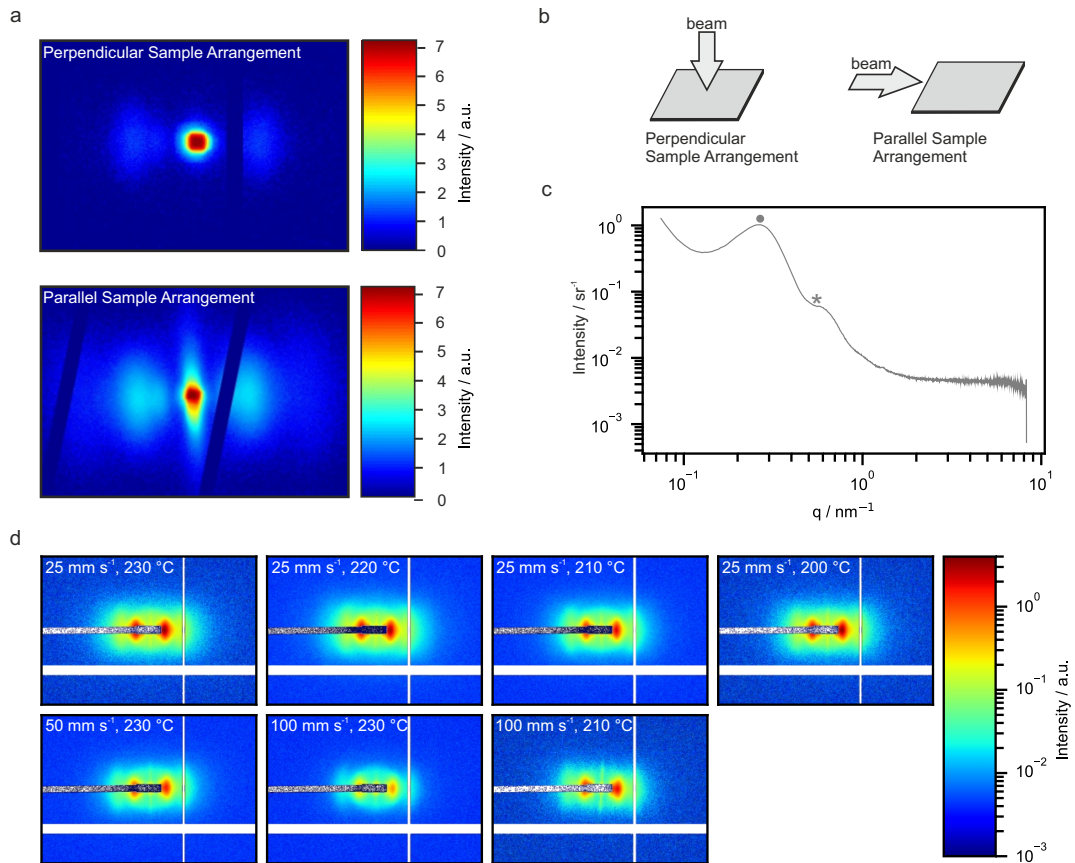 a
Perpendicular Sample Arrangement
7
6
5
4
3
2
1
0
Intensity / a.u.
Parallel Sample Arrangement
7
6
5
4
3
2
1
0
Intensity / a.u.
b
beam
beam
Perpendicular
Sample Arrangement
Parallel Sample
Arrangement
c
10⁰
10⁻¹
10⁻²
10⁻³
Intensity / sr⁻¹
*
10⁻¹
10⁰
10¹
q / nm⁻¹
d
25 mm s⁻¹, 230 °C
25 mm s⁻¹, 220 °C
25 mm s⁻¹, 210 °C
25 mm s⁻¹, 200 °C
50 mm s⁻¹, 230 °C
100 mm s⁻¹, 230 °C
100 mm s⁻¹, 210 °C
10⁰
10⁻¹
10⁻²
10⁻³
Intensity / a.u.